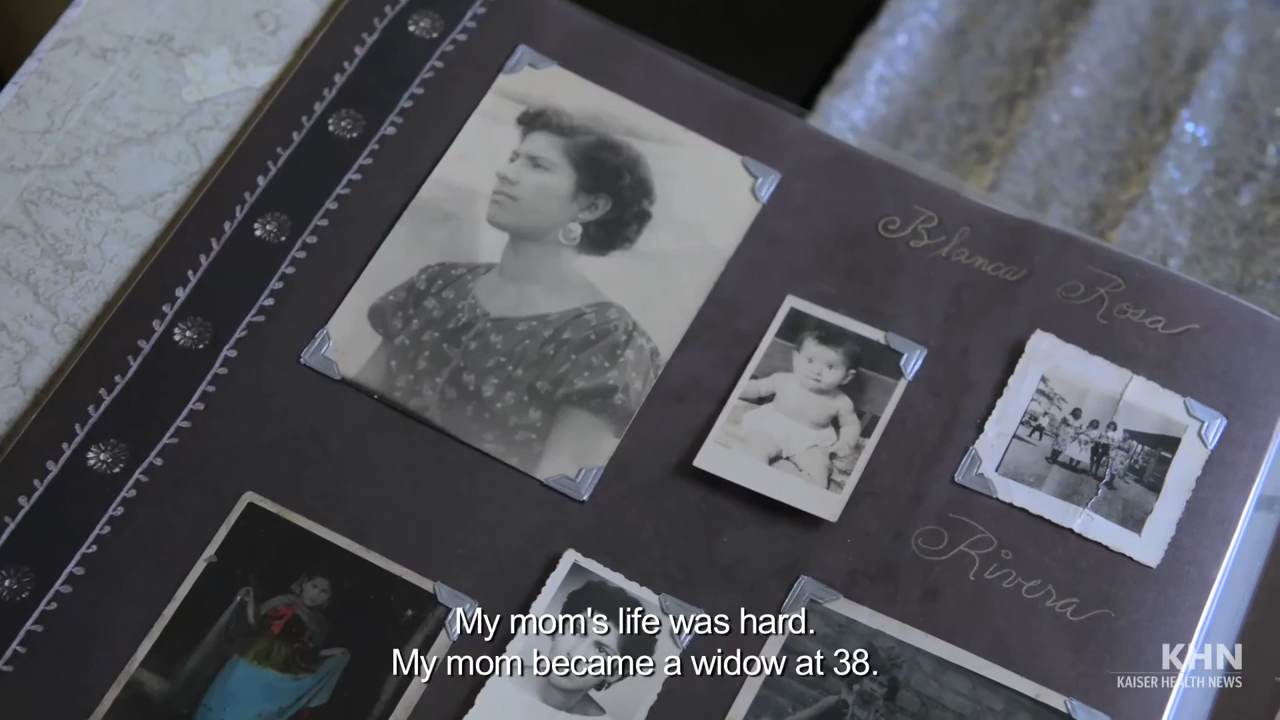 Blanca Rosa
Rivera
My mom's life was hard.
My mom became a widow at 38.
KHN
KAISER HEALTH NEWS